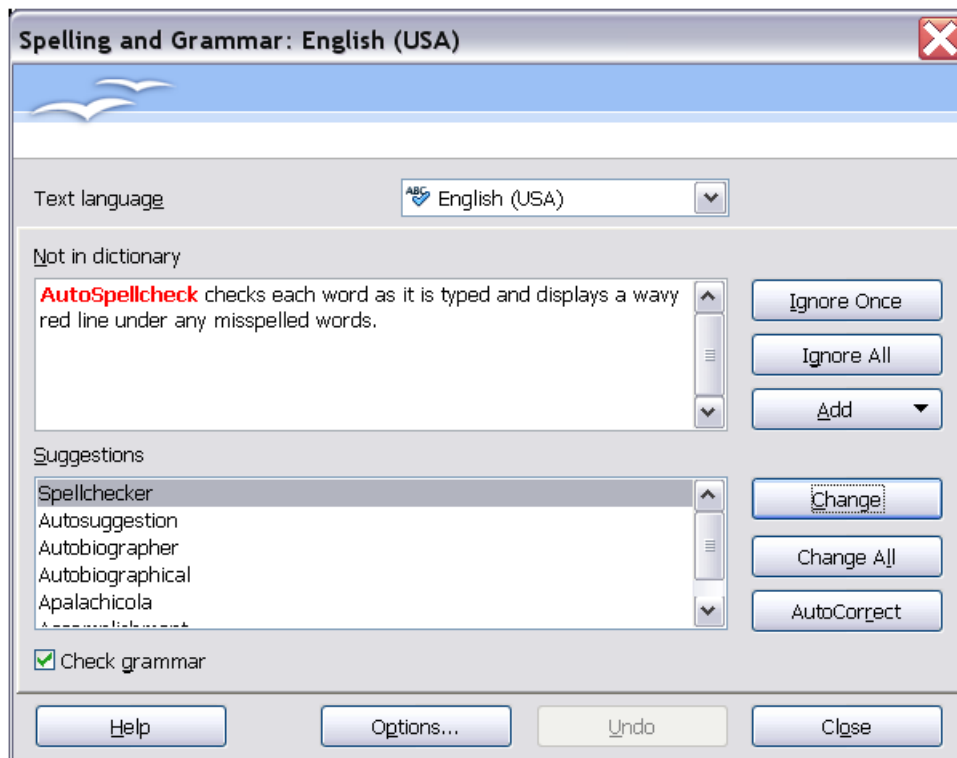 Spelling and Grammar: English (USA)
Text language
ABC
English (USA)
Not in dictionary
AutoSpellcheck checks each word as it is typed and displays a wavy
red line under any misspelled words.
Ignore Once
Ignore All
Add
Suggestions
Spellchecker
Autosuggestion
Autobiographer
Autobiographical
Apalachicola
Accomplishment
Change
Change All
AutoCorrect
Check grammar
Help
Options...
Undo
Close